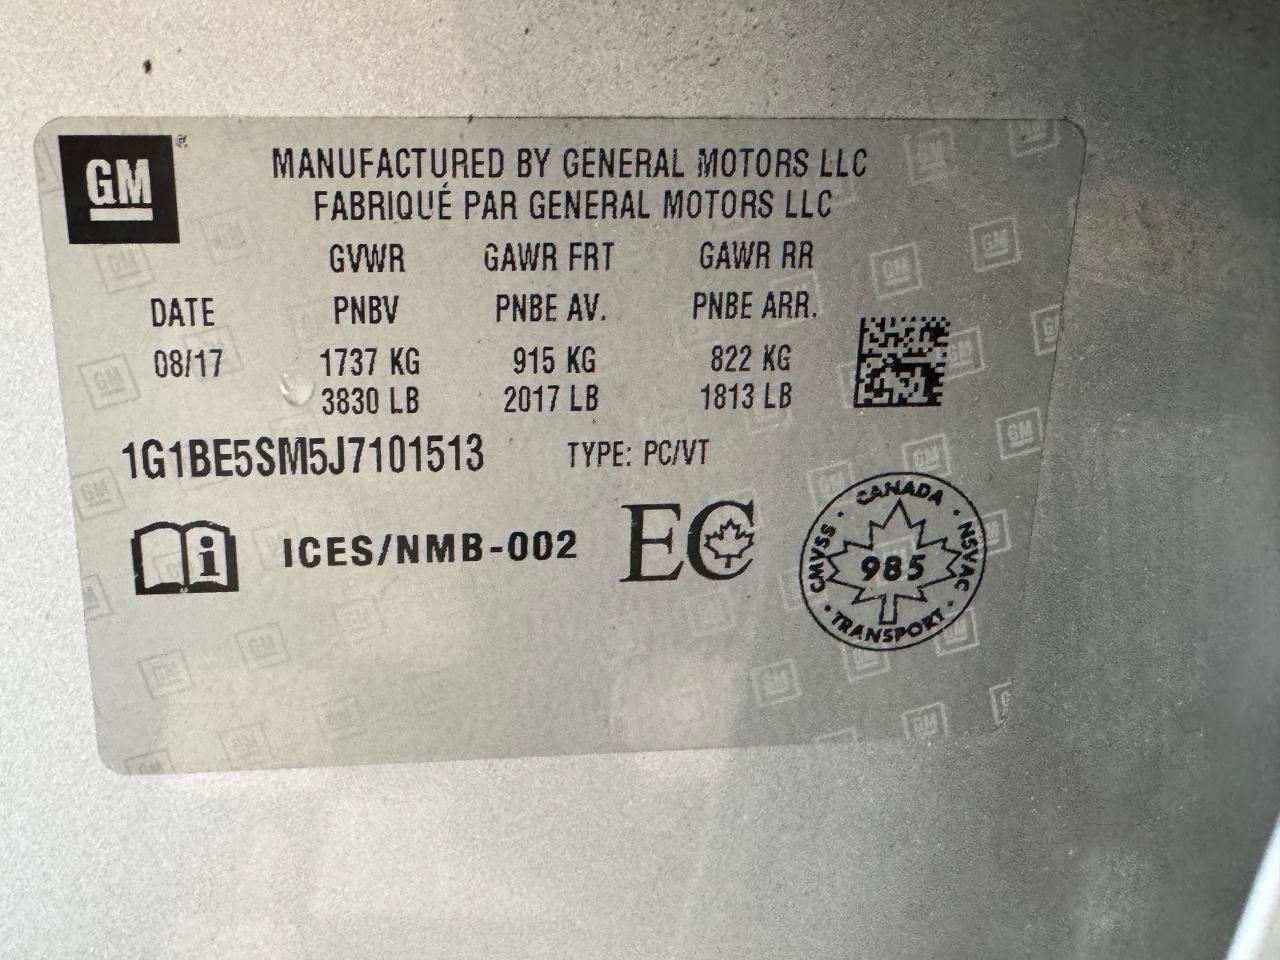 GM
MANUFACTURED BY GENERAL MOTORS LLC
FABRIQUÉ PAR GENERAL MOTORS LLC
GVWR GAWR FRT GAWR RR
DATE PNBV PNBE AV. PNBE ARR.
08/17 1737 KG 915 KG 822 KG
3830 LB 2017 LB 1813 LB
1G1BE5SM5J7101513 TYPE: PC/VT
i ICES/NMB-002 EC
CANADA
CMVSS 985 NSVAC
TRANSPORT